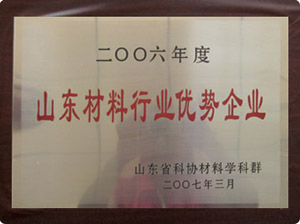 二〇〇六年度
山东材料行业优势企业
山东省科协材料学科群
二〇〇七年三月